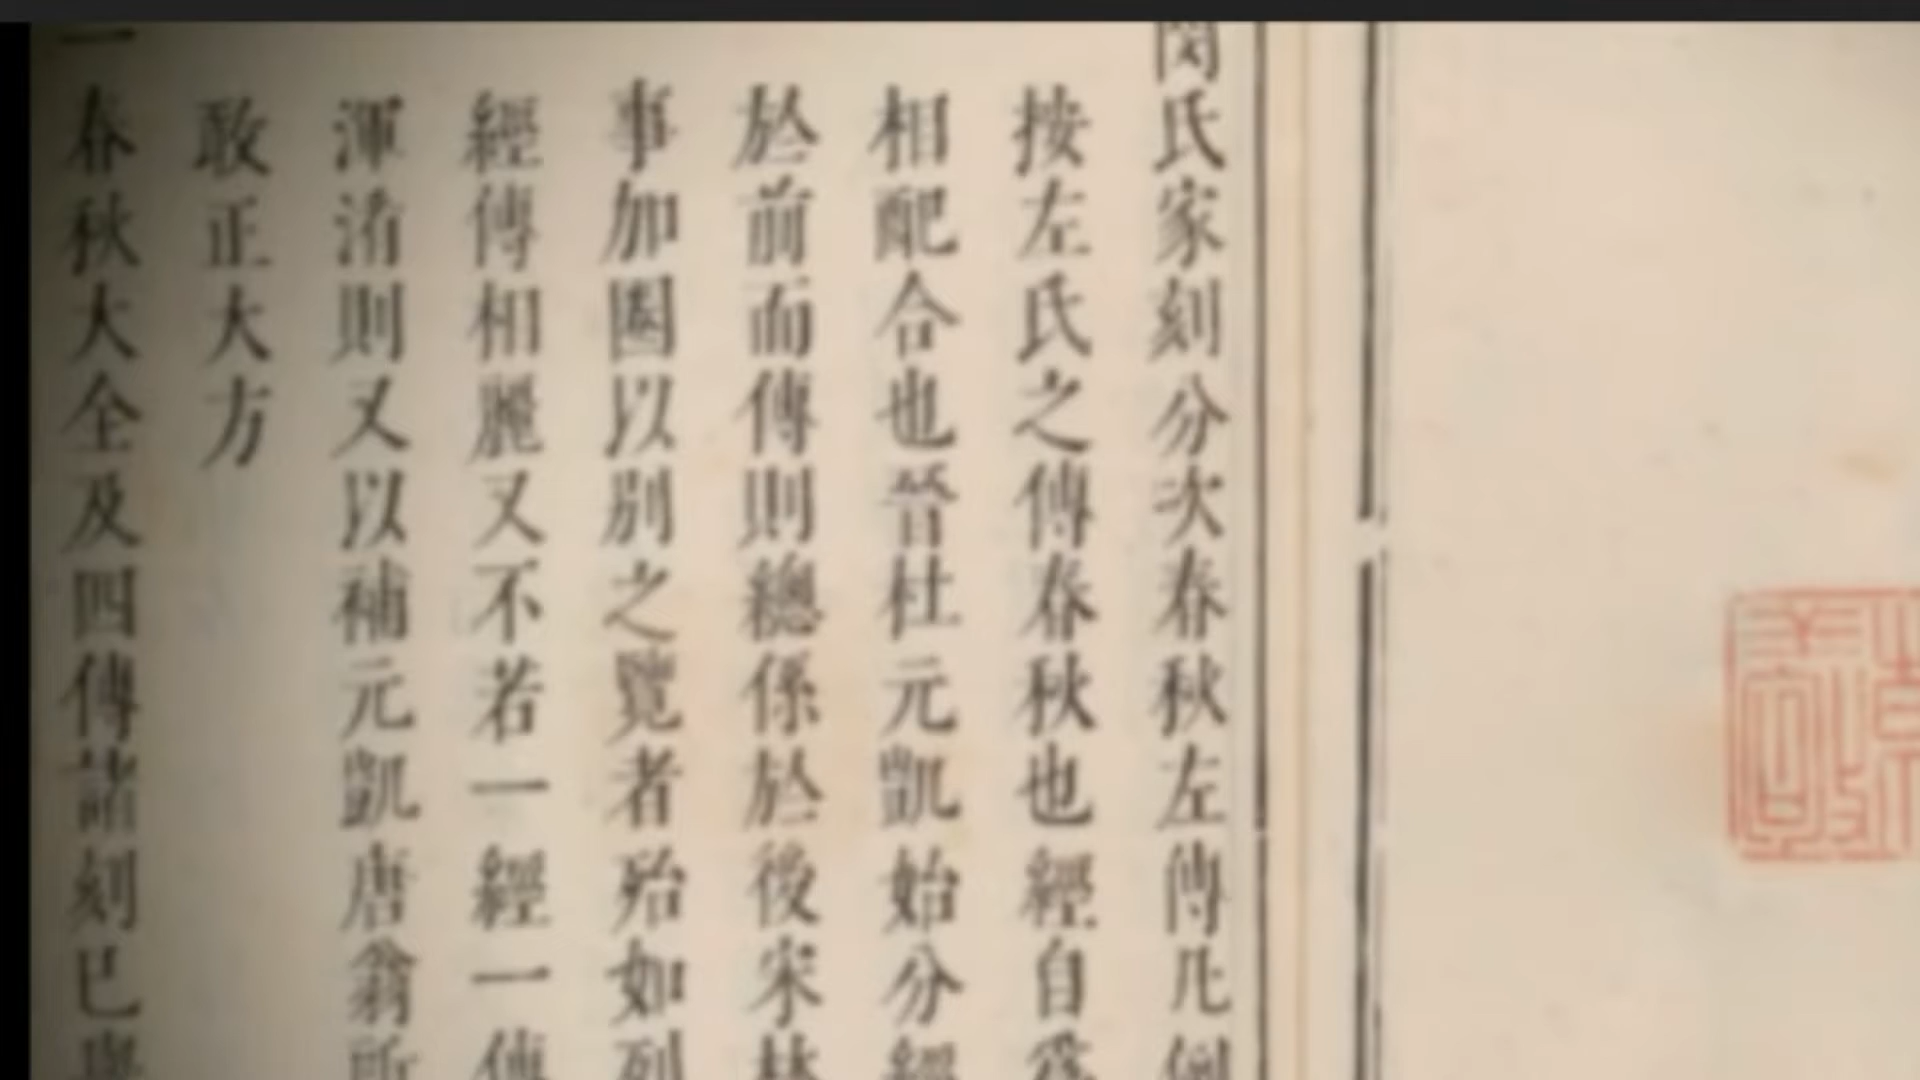 閔氏家刻分次春秋左傳凡例
按左氏之傳春秋也經自爲
相配合也晉杜元凱始分經
於前而傳則總係於後宋林
事加圈以別之覽者殆如列
經傳相麗又不若一經一傳
渾淆則又以補元凱唐翁所
敢正大方
一春秋大全及四傳諸刻已